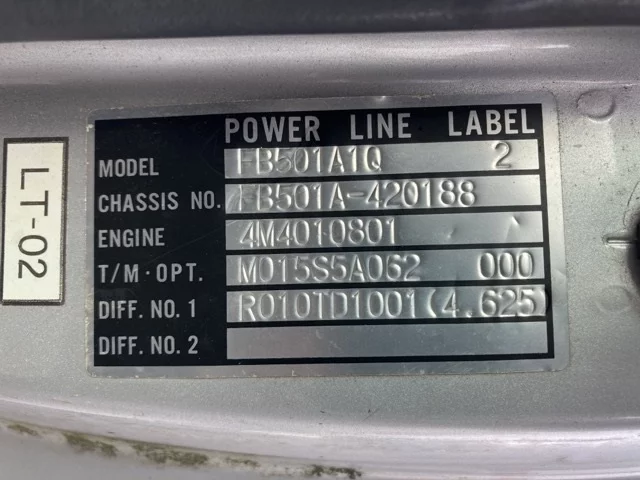 POWER LINE LABEL
MODEL FB501A1Q 2
CHASSIS NO. FB501A-420188
ENGINE 4M4010801
T/M·OPT. M015S5A062 000
DIFF. NO. 1 R010TD1001(4.625)
DIFF. NO. 2
LT-02